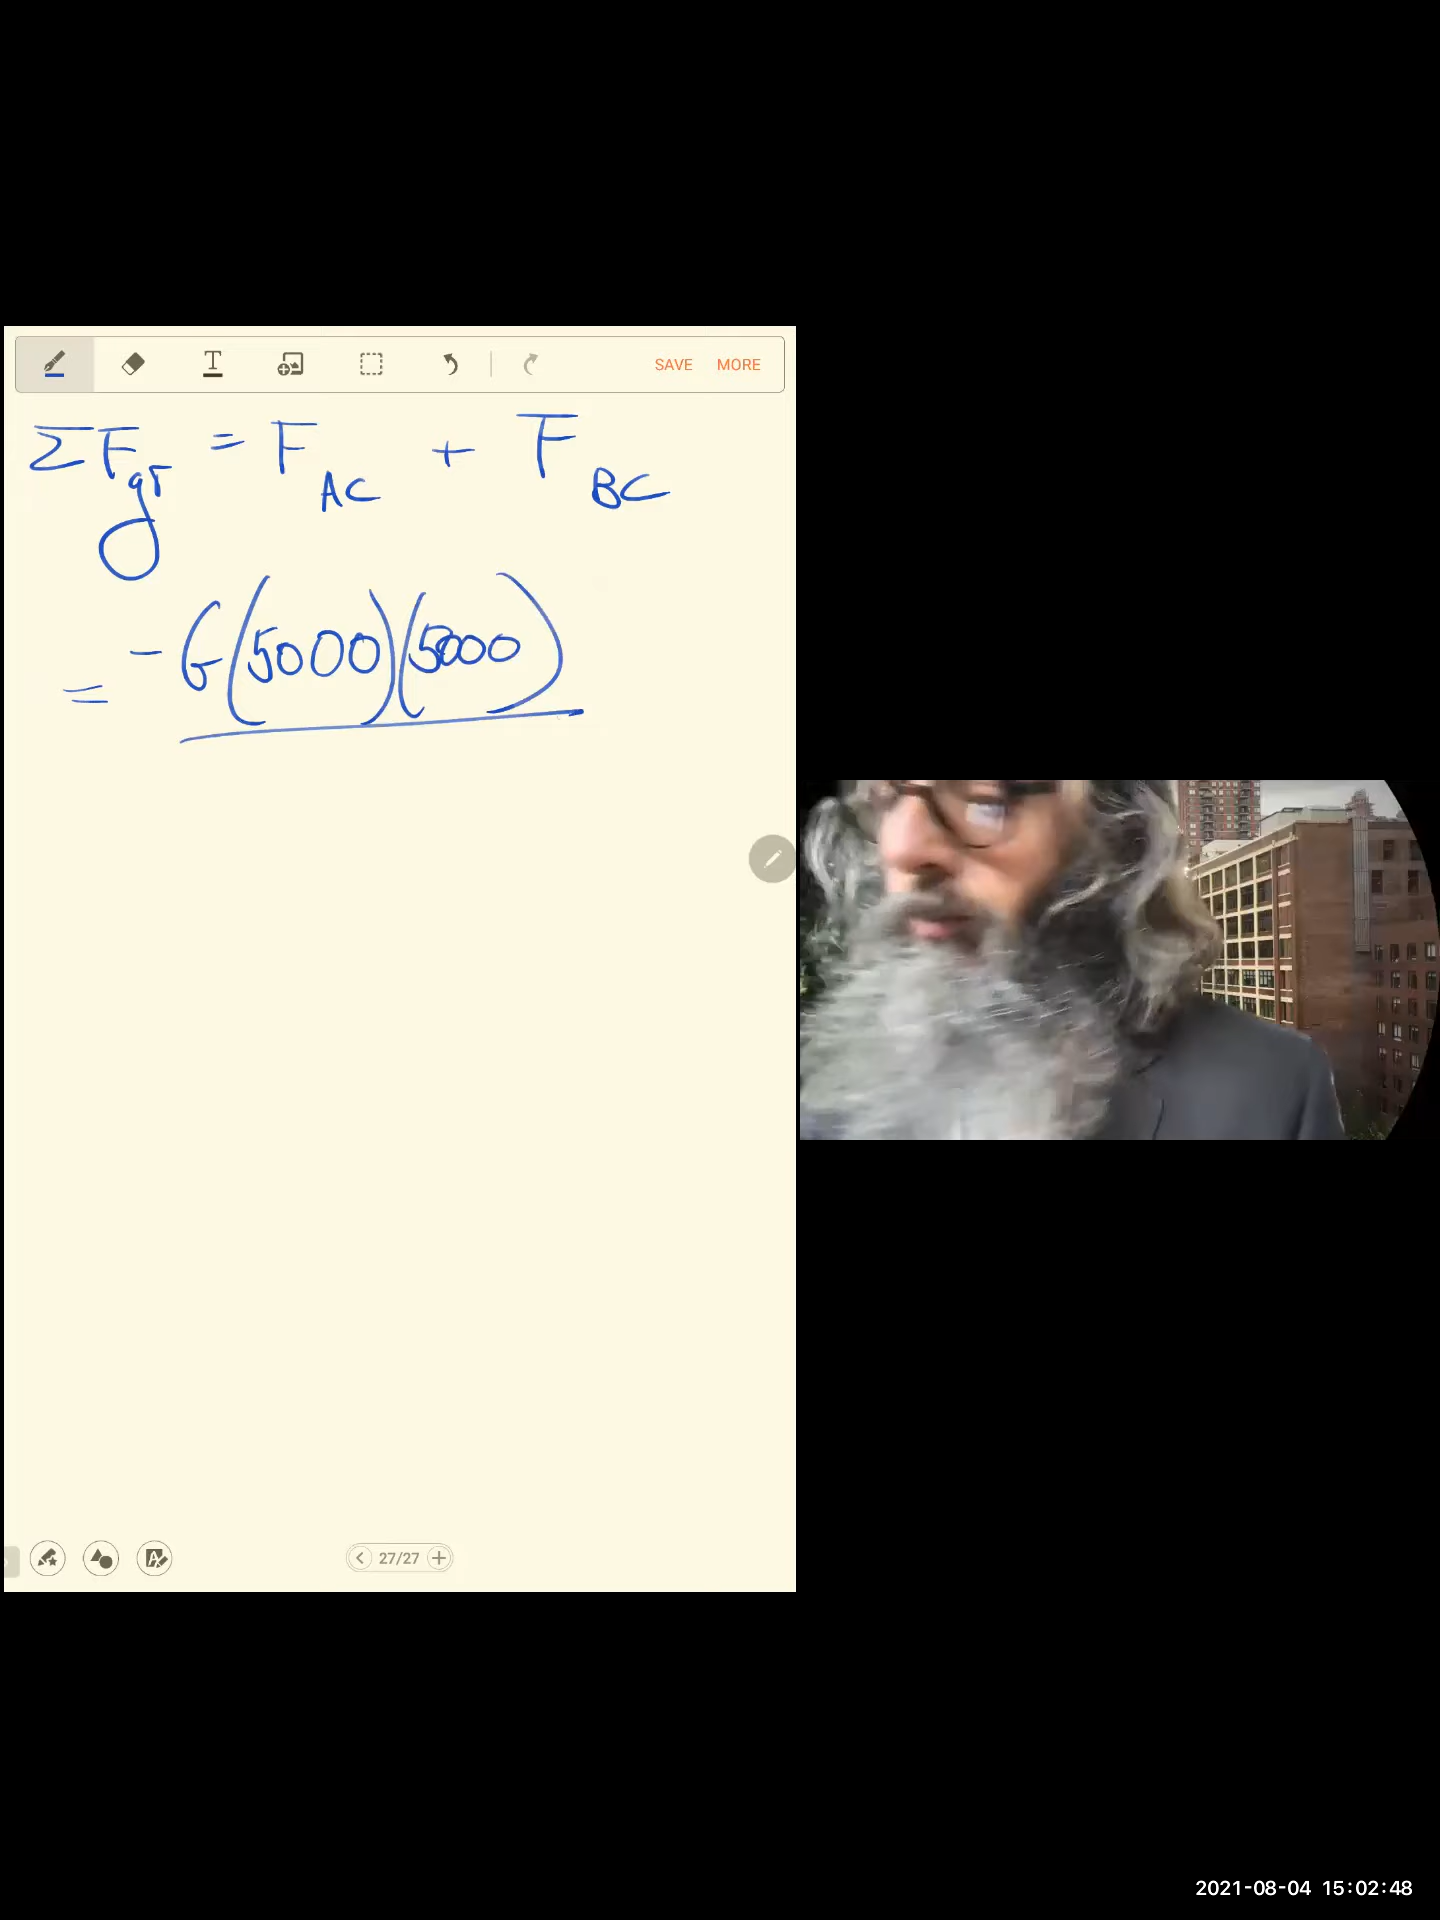 T SAVE MORE
ΣF_gr = F_AC + F_BC
= -G(5000)(5000)
A 27/27
2021-08-04 15:02:48